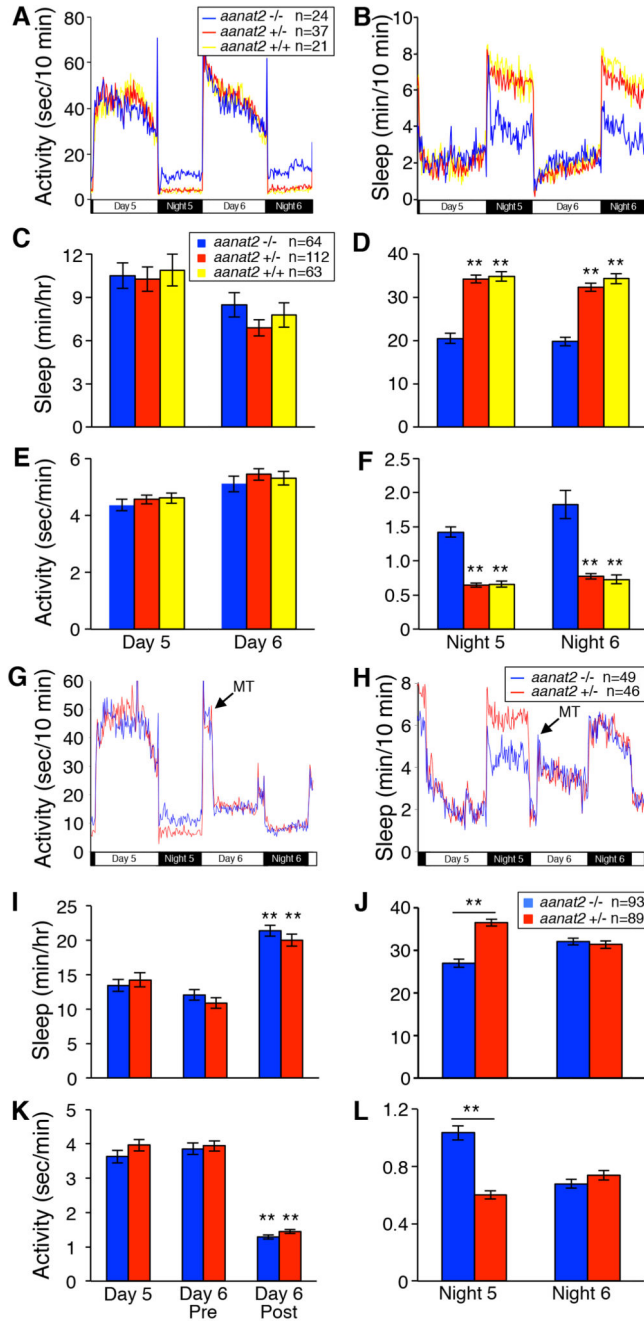 A
aanat2 -/- n=24
aanat2 +/- n=37
aanat2 +/+ n=21
Activity (sec/10 min)
80
60
40
20
0
Day 5 Night 5 Day 6 Night 6
B
Sleep (min/10 min)
10
8
6
4
2
0
Day 5 Night 5 Day 6 Night 6
C
aanat2 -/- n=64
aanat2 +/- n=112
aanat2 +/+ n=63
Sleep (min/hr)
12
9
6
3
0
D
40
30
20
10
0
** ** ** **
E
Activity (sec/min)
6
4
2
0
Day 5 Day 6
F
2.5
2.0
1.5
1.0
0.5
0
** ** ** **
Night 5 Night 6
G
Activity (sec/10 min)
60
50
40
30
20
10
0
MT
Day 5 Night 5 Day 6 Night 6
H
aanat2 -/- n=49
aanat2 +/- n=46
Sleep (min/10 min)
8
6
4
2
0
MT
Day 5 Night 5 Day 6 Night 6
I
Sleep (min/hr)
25
20
15
10
5
0
** **
J
aanat2 -/- n=93
aanat2 +/- n=89
40
30
20
10
0
**
K
Activity (sec/min)
5
4
3
2
1
0
** **
Day 5 Day 6 Day 6
Pre Post
L
1.2
0.8
0.4
0
**
Night 5 Night 6